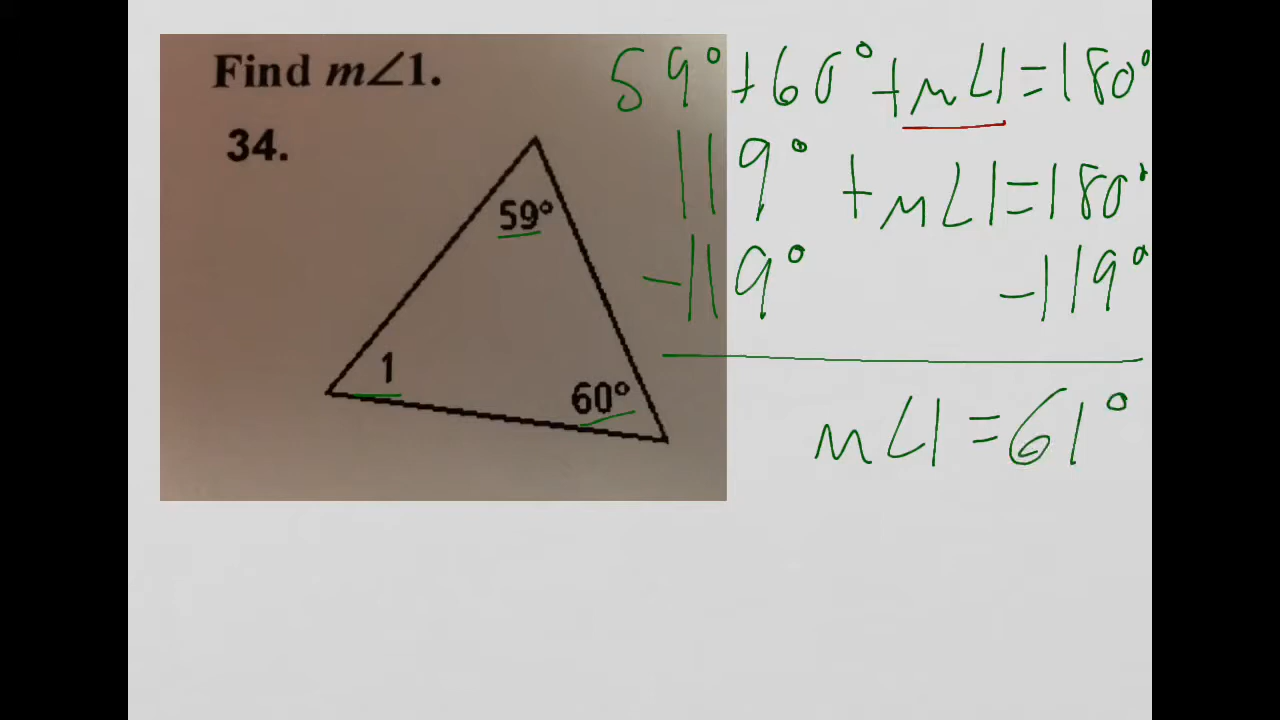 Find m∠1.
34.
59°
1
60°
59° + 60° + m∠1 = 180°
119° + m∠1 = 180°
-119° -119°
m∠1 = 61°